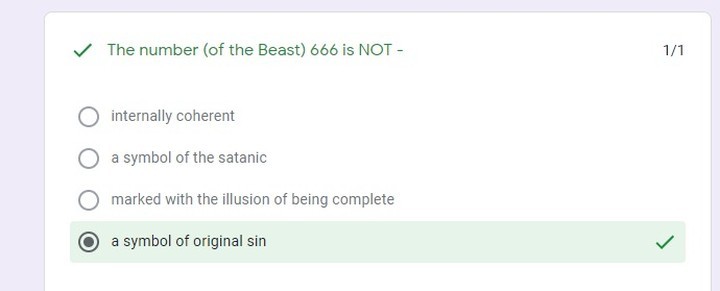 The number (of the Beast) 666 is NOT -
1/1
internally coherent
a symbol of the satanic
marked with the illusion of being complete
a symbol of original sin